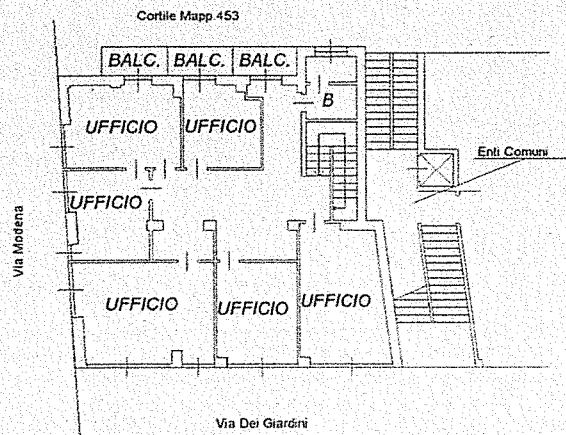 Cortile Mapp.453
BALC. BALC. BALC.
B
UFFICIO UFFICIO
Enti Comuni
UFFICIO
Via Modena
UFFICIO UFFICIO UFFICIO
Via Dei Giardini